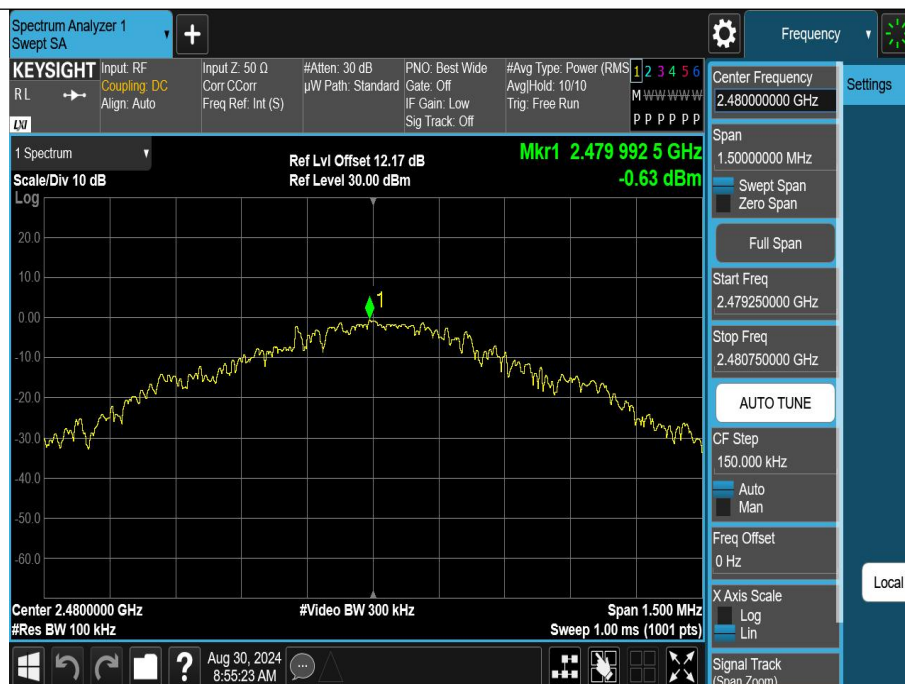 Spectrum Analyzer 1
Swept SA
Frequency
KEYSIGHT
RL
LXI
Input: RF
Coupling: DC
Align: Auto
Input Z: 50 Ω
Corr CCorr
Freq Ref: Int (S)
#Atten: 30 dB
µW Path: Standard
PNO: Best Wide
Gate: Off
IF Gain: Low
Sig Track: Off
#Avg Type: Power (RMS
Avg|Hold: 10/10
Trig: Free Run
1 2 3 4 5 6
M W W W W W
P P P P P P
1 Spectrum
Scale/Div 10 dB
Log
Ref Lvl Offset 12.17 dB
Ref Level 30.00 dBm
Mkr1 2.479 992 5 GHz
-0.63 dBm
20.0
10.0
0.00
-10.0
-20.0
-30.0
-40.0
-50.0
-60.0
1
Center 2.4800000 GHz
#Res BW 100 kHz
#Video BW 300 kHz
Span 1.500 MHz
Sweep 1.00 ms (1001 pts)
Aug 30, 2024
8:55:23 AM
?
Center Frequency
2.480000000 GHz
Settings
Span
1.50000000 MHz
Swept Span
Zero Span
Full Span
Start Freq
2.479250000 GHz
Stop Freq
2.480750000 GHz
AUTO TUNE
CF Step
150.000 kHz
Auto
Man
Freq Offset
0 Hz
X Axis Scale
Log
Lin
Local
Signal Track
(Span Zoom)